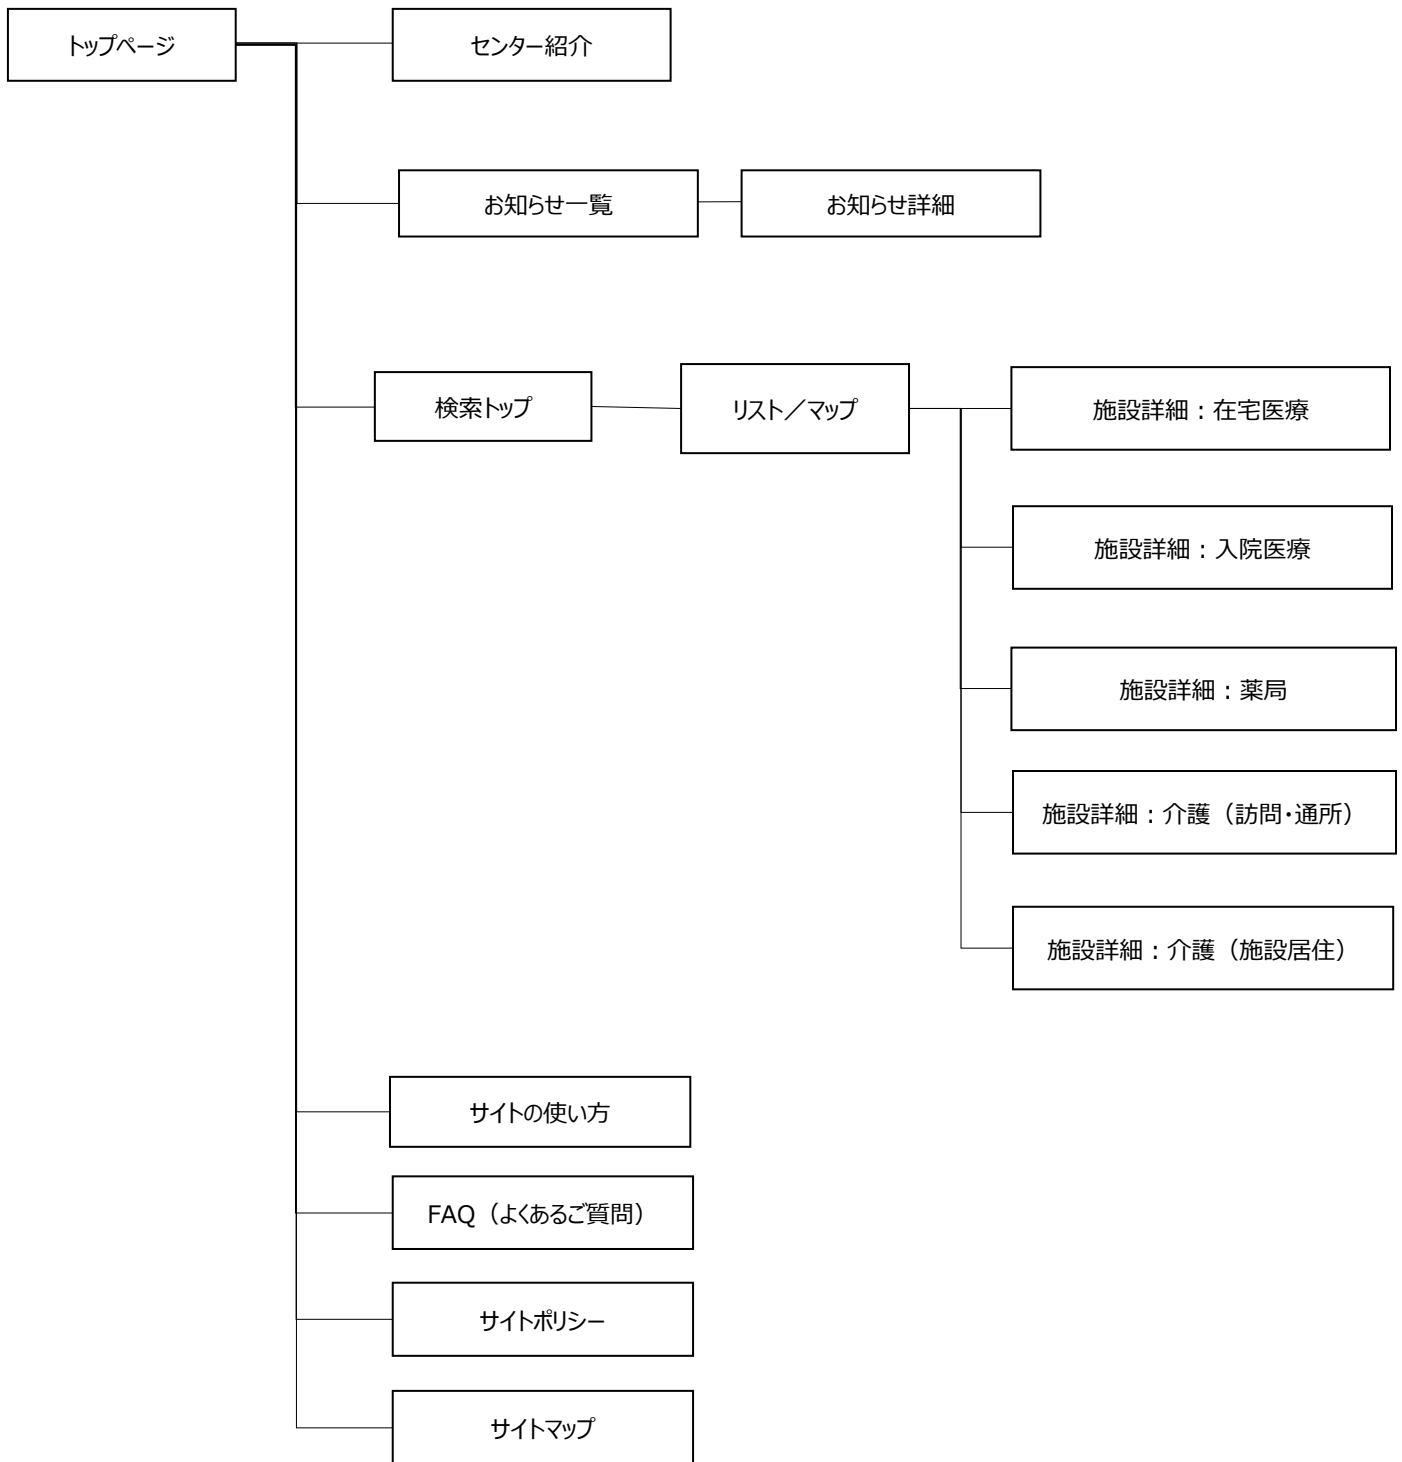 トップページ
センター紹介
お知らせ一覧
お知らせ詳細
検索トップ
リスト／マップ
施設詳細：在宅医療
施設詳細：入院医療
施設詳細：薬局
施設詳細：介護（訪問・通所）
施設詳細：介護（施設居住）
サイトの使い方
FAQ（よくあるご質問）
サイトポリシー
サイトマップ